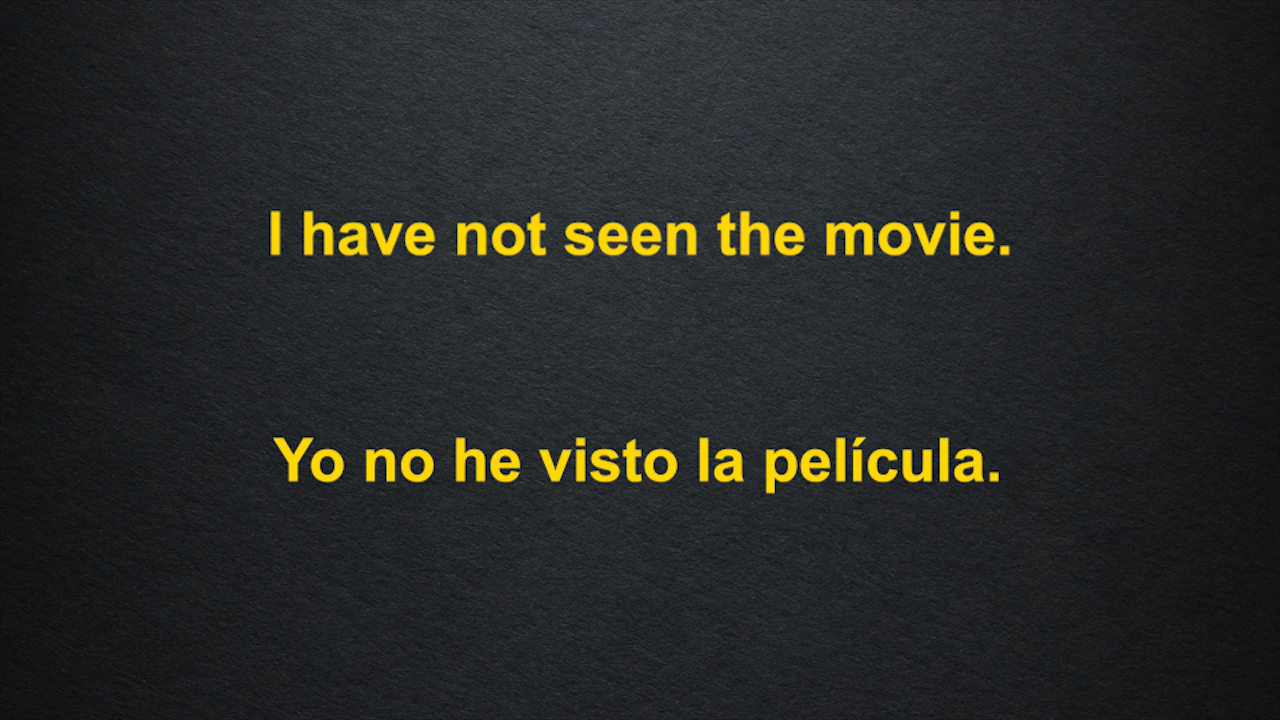 I have not seen the movie.
Yo no he visto la película.